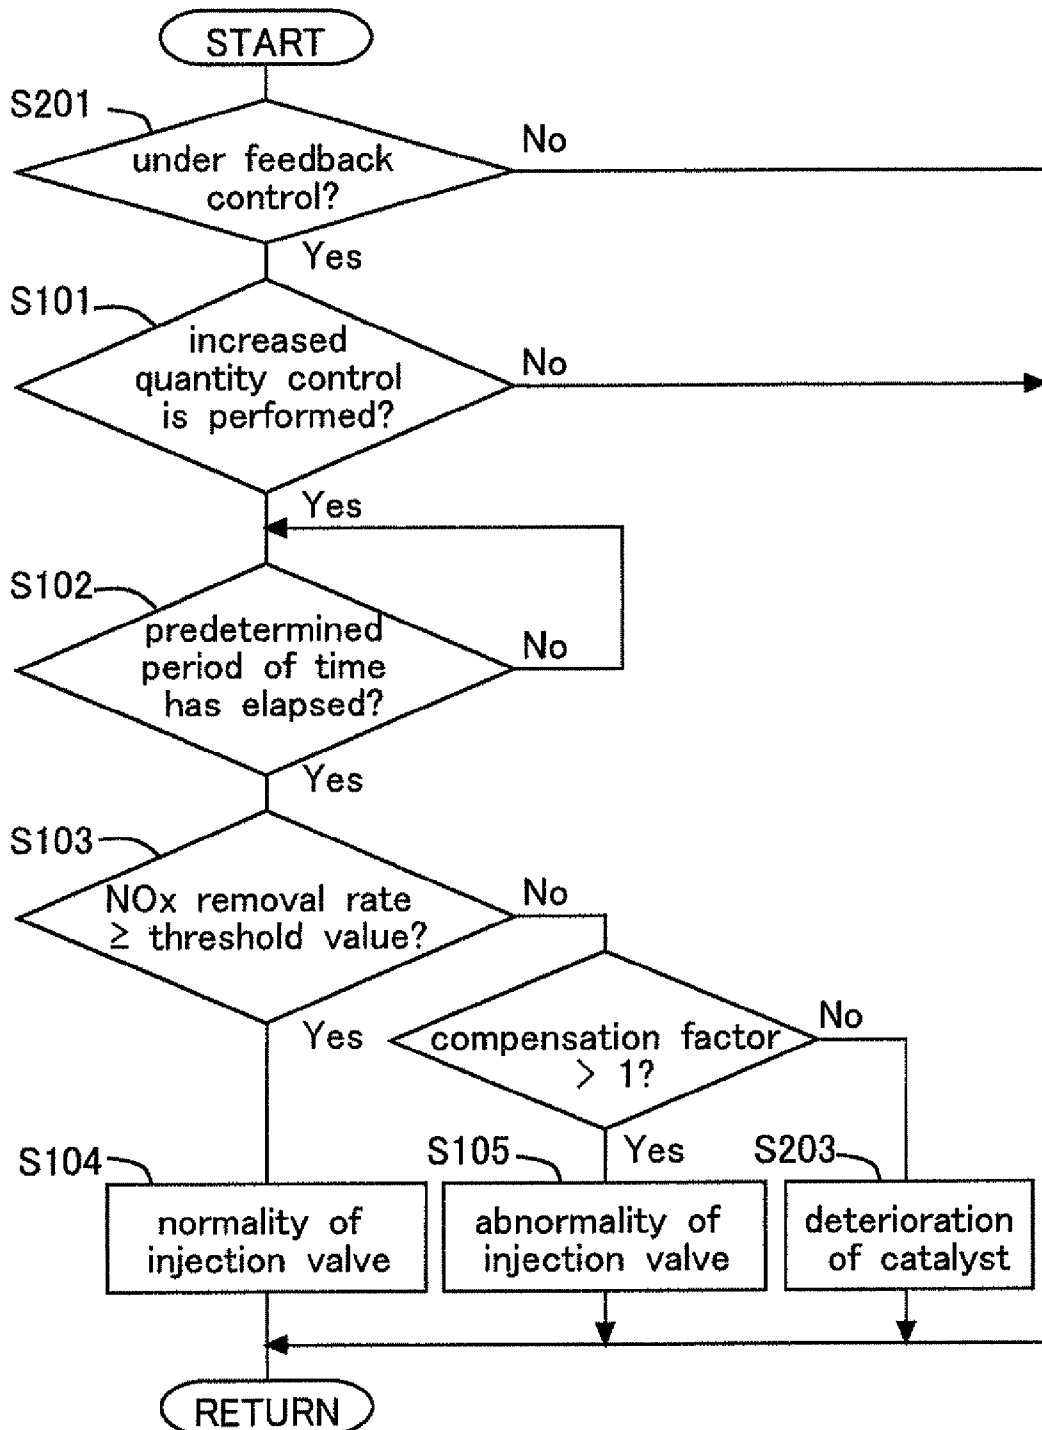 START
S201
under feedback
control?
No
Yes
S101
increased
quantity control
is performed?
No
Yes
S102
predetermined
period of time
has elapsed?
No
Yes
S103
NOx removal rate
≥ threshold value?
No
Yes
compensation factor
> 1?
No
Yes
S104
normality of
injection valve
S105
abnormality of
injection valve
S203
deterioration
of catalyst
RETURN